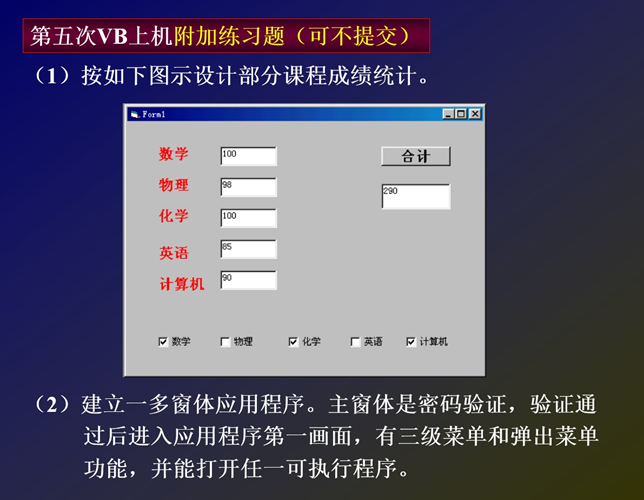 第五次VB上机附加练习题（可不提交）
（1）按如下图示设计部分课程成绩统计。
Form1
数学 100 合计
物理 98 290
化学 100
英语 85
计算机 90
数学 物理 化学 英语 计算机
（2）建立一多窗体应用程序。主窗体是密码验证，验证通
过后进入应用程序第一画面，有三级菜单和弹出菜单
功能，并能打开任一可执行程序。